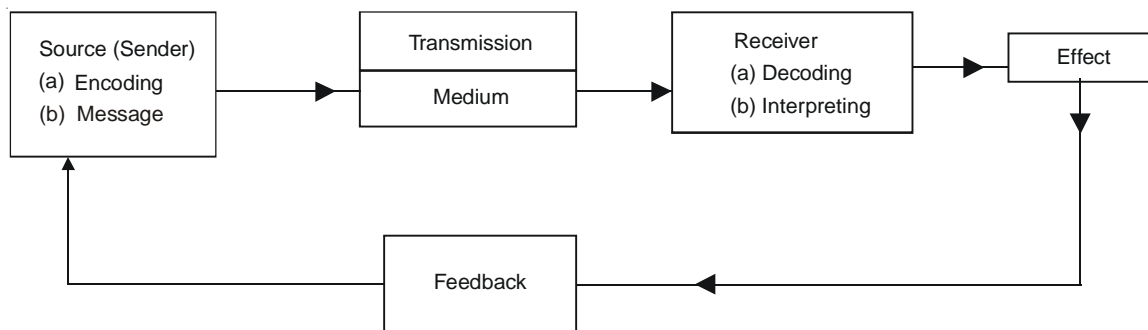 Source (Sender)
(a) Encoding
(b) Message
Transmission
Medium
Receiver
(a) Decoding
(b) Interpreting
Effect
Feedback